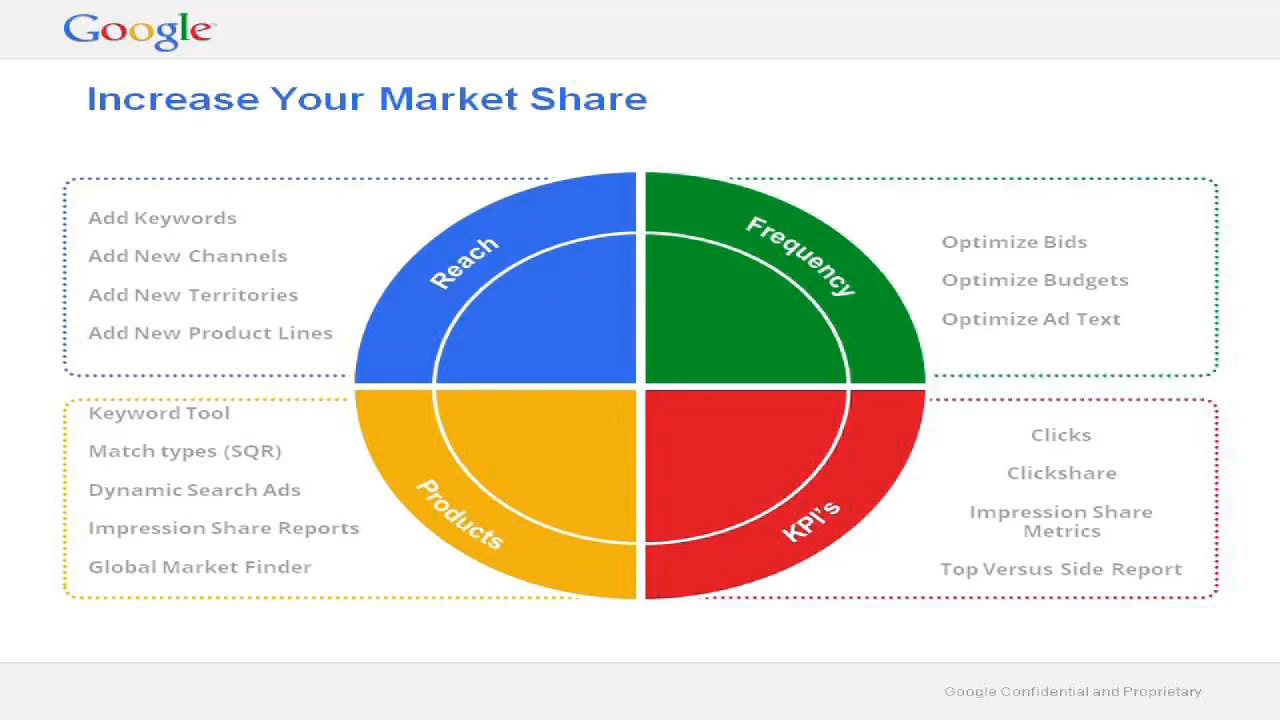 Google
Increase Your Market Share
Add Keywords
Add New Channels
Add New Territories
Add New Product Lines
Reach
Frequency
Optimize Bids
Optimize Budgets
Optimize Ad Text
Keyword Tool
Match types (SQR)
Dynamic Search Ads
Impression Share Reports
Global Market Finder
Products
KPI's
Clicks
Clickshare
Impression Share
Metrics
Top Versus Side Report
Google Confidential and Proprietary